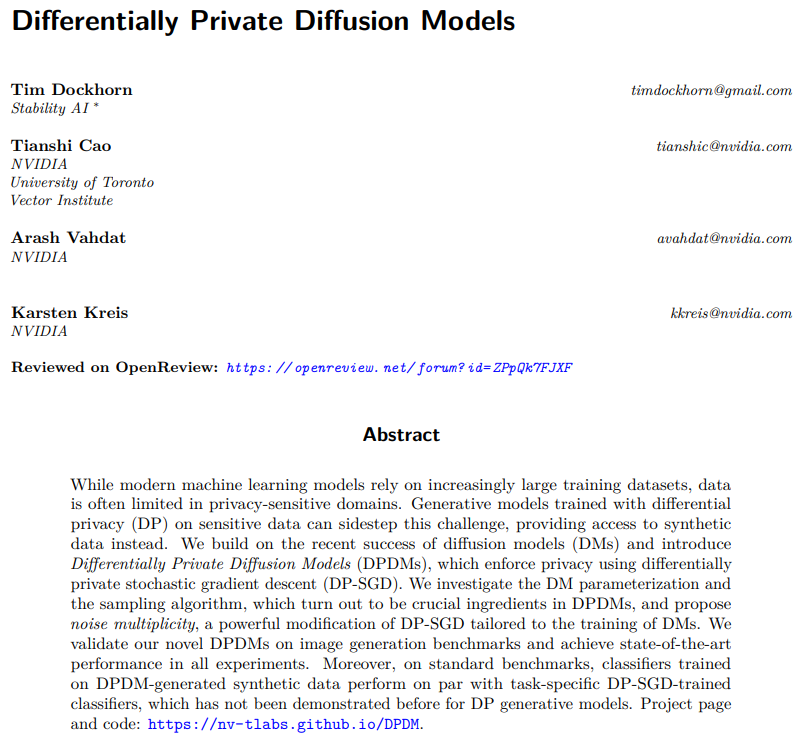 Differentially Private Diffusion Models
Tim Dockhorn timdockhorn@gmail.com
Stability AI *
Tianshi Cao tianshic@nvidia.com
NVIDIA
University of Toronto
Vector Institute
Arash Vahdat avahdat@nvidia.com
NVIDIA
Karsten Kreis kkreis@nvidia.com
NVIDIA
Reviewed on OpenReview: https://openreview.net/forum?id=ZPpQk7FJXF
Abstract
While modern machine learning models rely on increasingly large training datasets, data
is often limited in privacy-sensitive domains. Generative models trained with differential
privacy (DP) on sensitive data can sidestep this challenge, providing access to synthetic
data instead. We build on the recent success of diffusion models (DMs) and introduce
Differentially Private Diffusion Models (DPDMs), which enforce privacy using differentially
private stochastic gradient descent (DP-SGD). We investigate the DM parameterization and
the sampling algorithm, which turn out to be crucial ingredients in DPDMs, and propose
noise multiplicity, a powerful modification of DP-SGD tailored to the training of DMs. We
validate our novel DPDMs on image generation benchmarks and achieve state-of-the-art
performance in all experiments. Moreover, on standard benchmarks, classifiers trained
on DPDM-generated synthetic data perform on par with task-specific DP-SGD-trained
classifiers, which has not been demonstrated before for DP generative models. Project page
and code: https://nv-tlabs.github.io/DPDM.